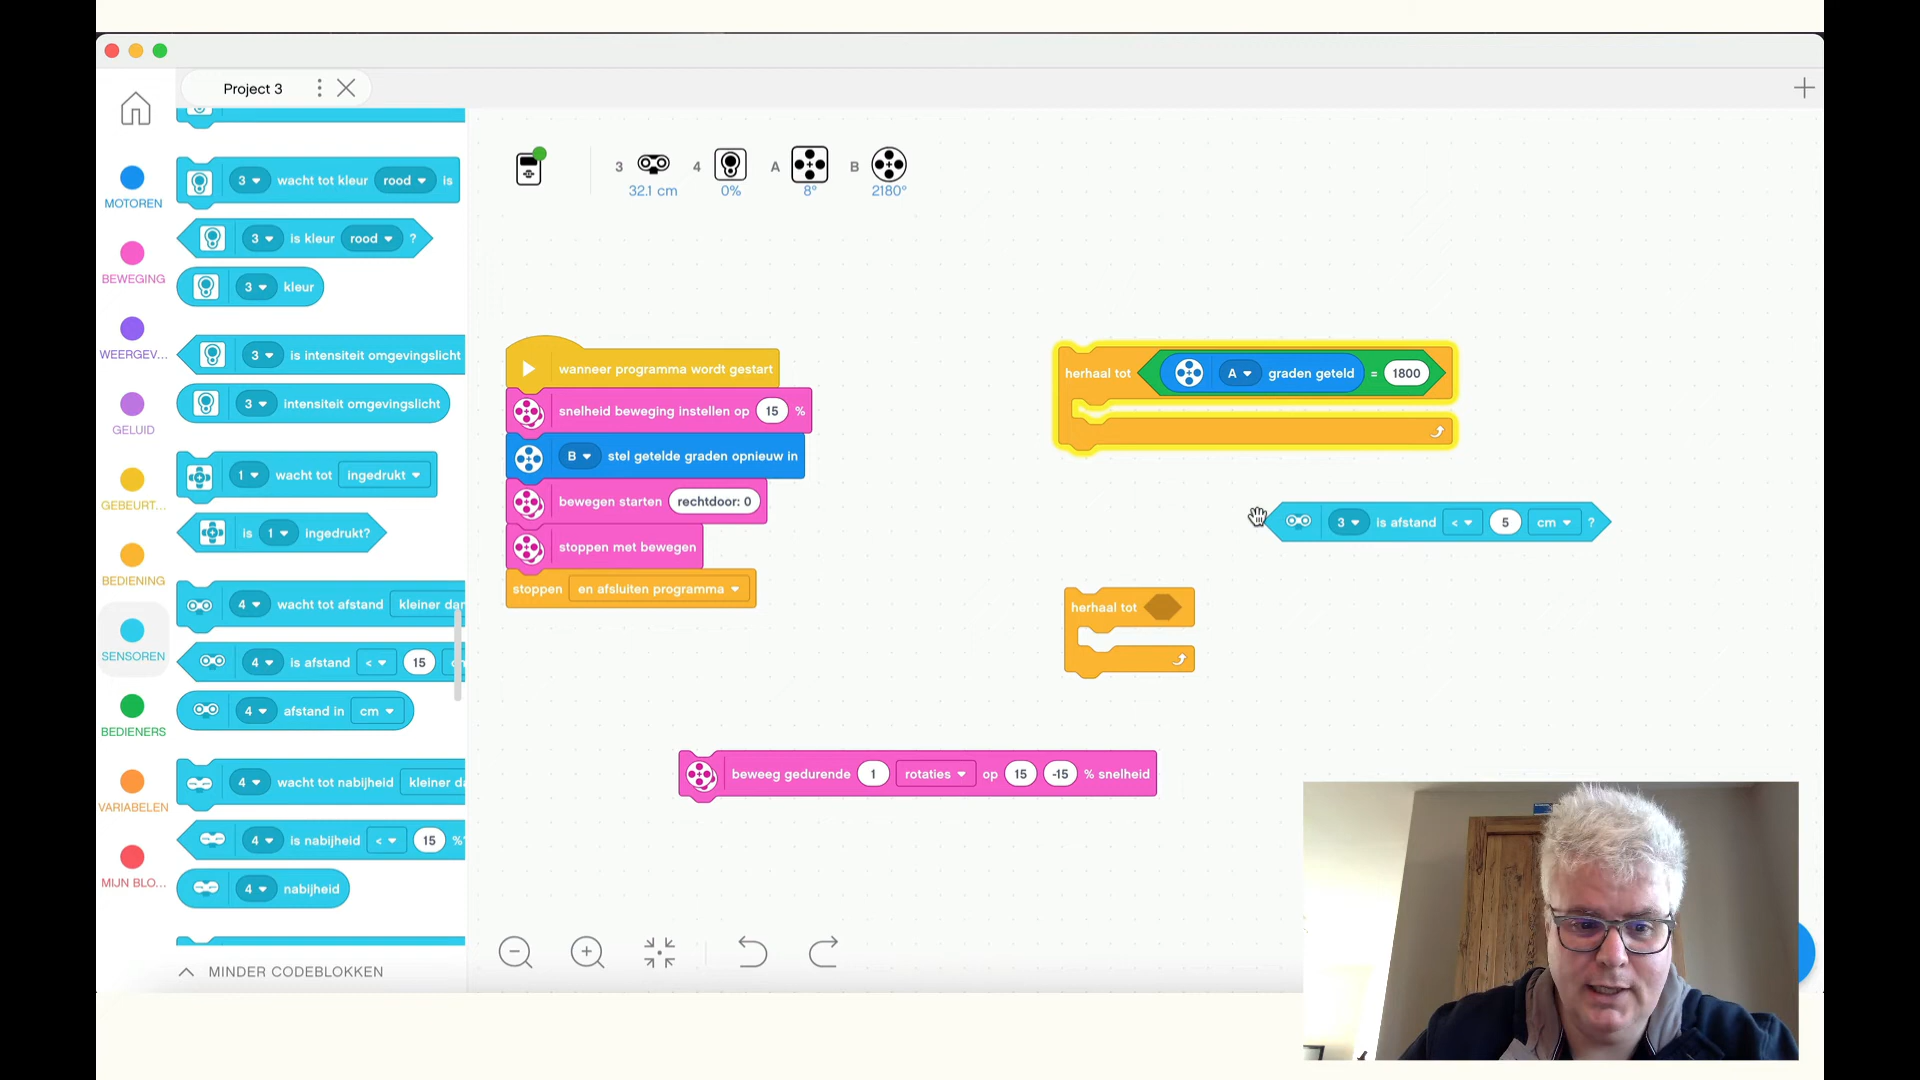 Project 3
MOTOREN
BEWEGING
WEERGEV...
GELUID
GEBEURT...
BEDIENING
SENSOREN
BEDIENERS
VARIABELEN
MIJN BLO...
3 wacht tot kleur rood is
3 is kleur rood ?
3 kleur
3 is intensiteit omgevingslicht
3 intensiteit omgevingslicht
1 wacht tot ingedrukt
is 1 ingedrukt?
4 wacht tot afstand kleiner dan
4 is afstand < 15
4 afstand in cm
4 wacht tot nabijheid kleiner da
4 is nabijheid < 15 %
4 nabijheid
MINDER CODEBLOKKEN
3 4 A B
32.1 cm 0% 8° 2180°
wanneer programma wordt gestart
snelheid beweging instellen op 15 %
B stel getelde graden opnieuw in
bewegen starten rechtdoor: 0
stoppen met bewegen
stoppen en afsluiten programma
herhaal tot A graden geteld = 1800
3 is afstand < 5 cm ?
herhaal tot
beweeg gedurende 1 rotaties op 15 -15 % snelheid